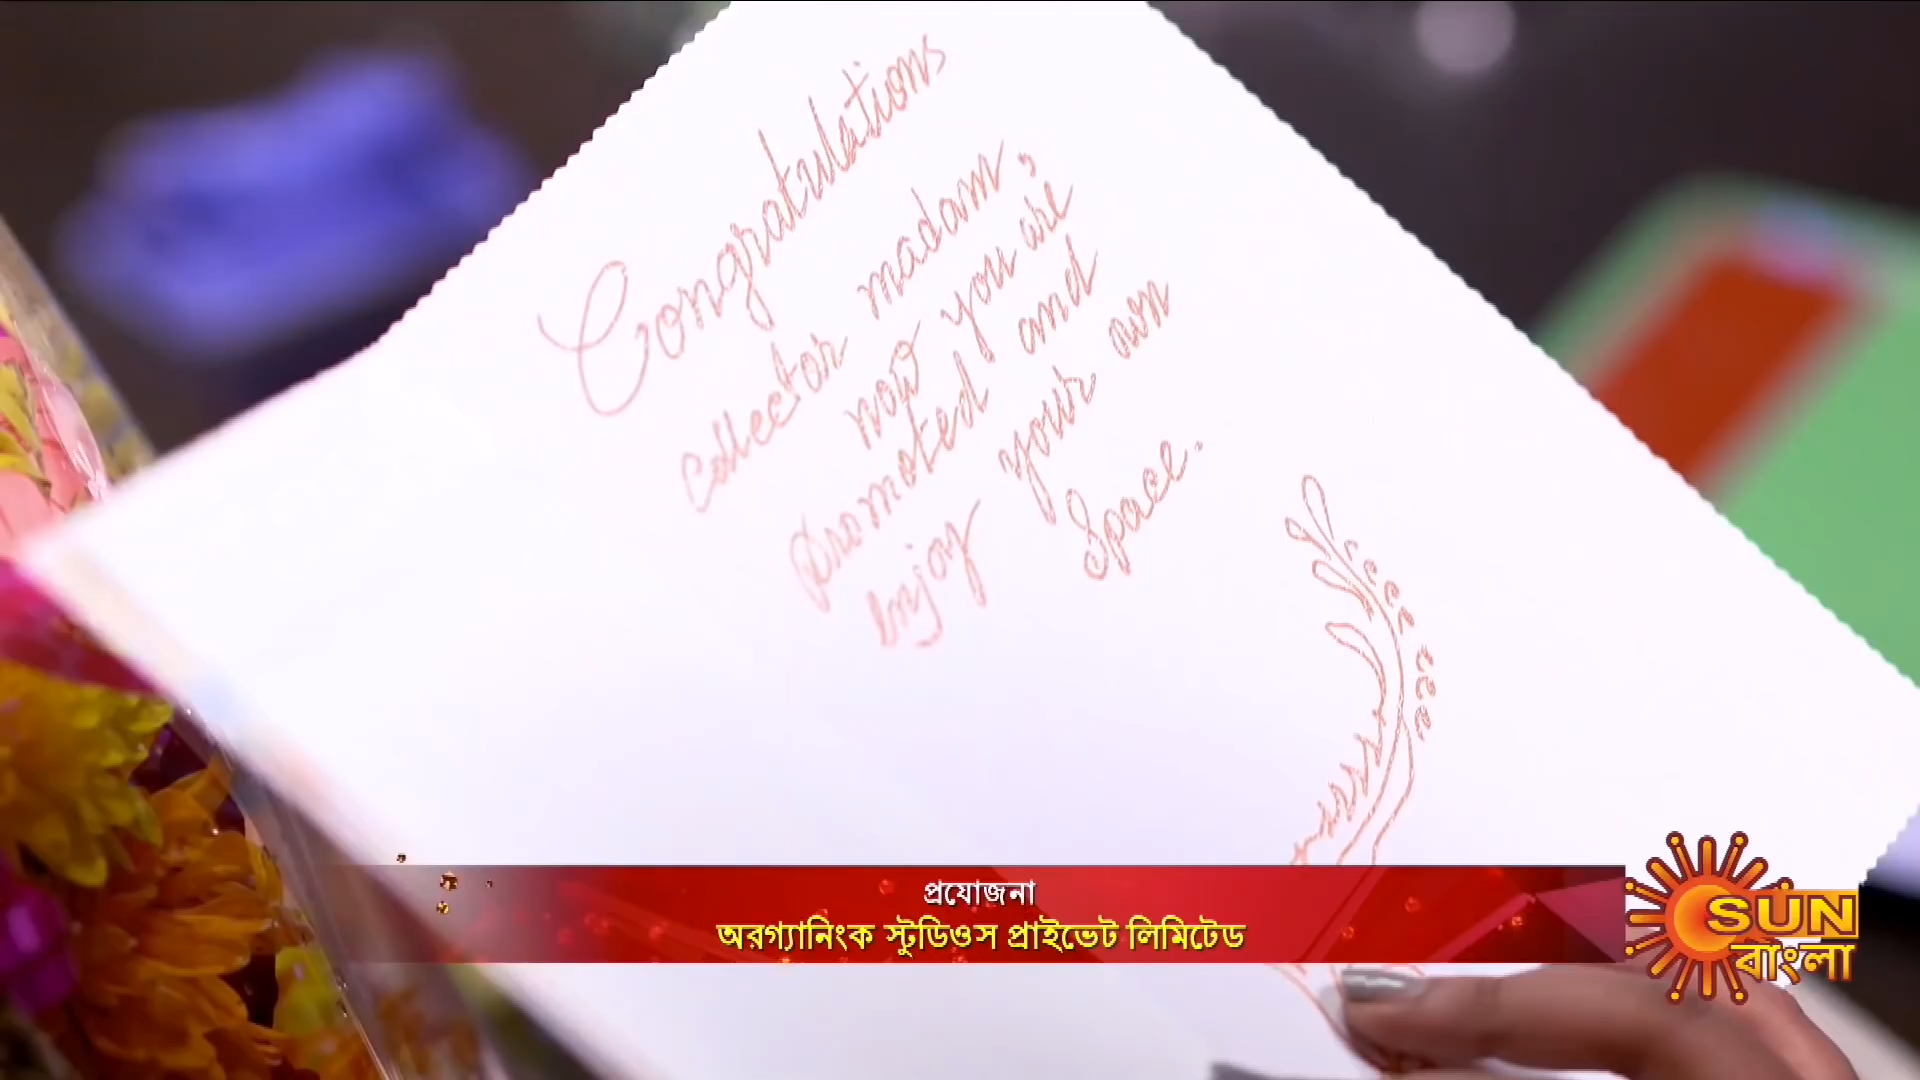 Congratulations
collector madam,
now you are
promoted and
enjoy your own
space.
প্রযোজনা
অরগ্যানিংক স্টুডিওস প্রাইভেট লিমিটেড
SUN
বাংলা